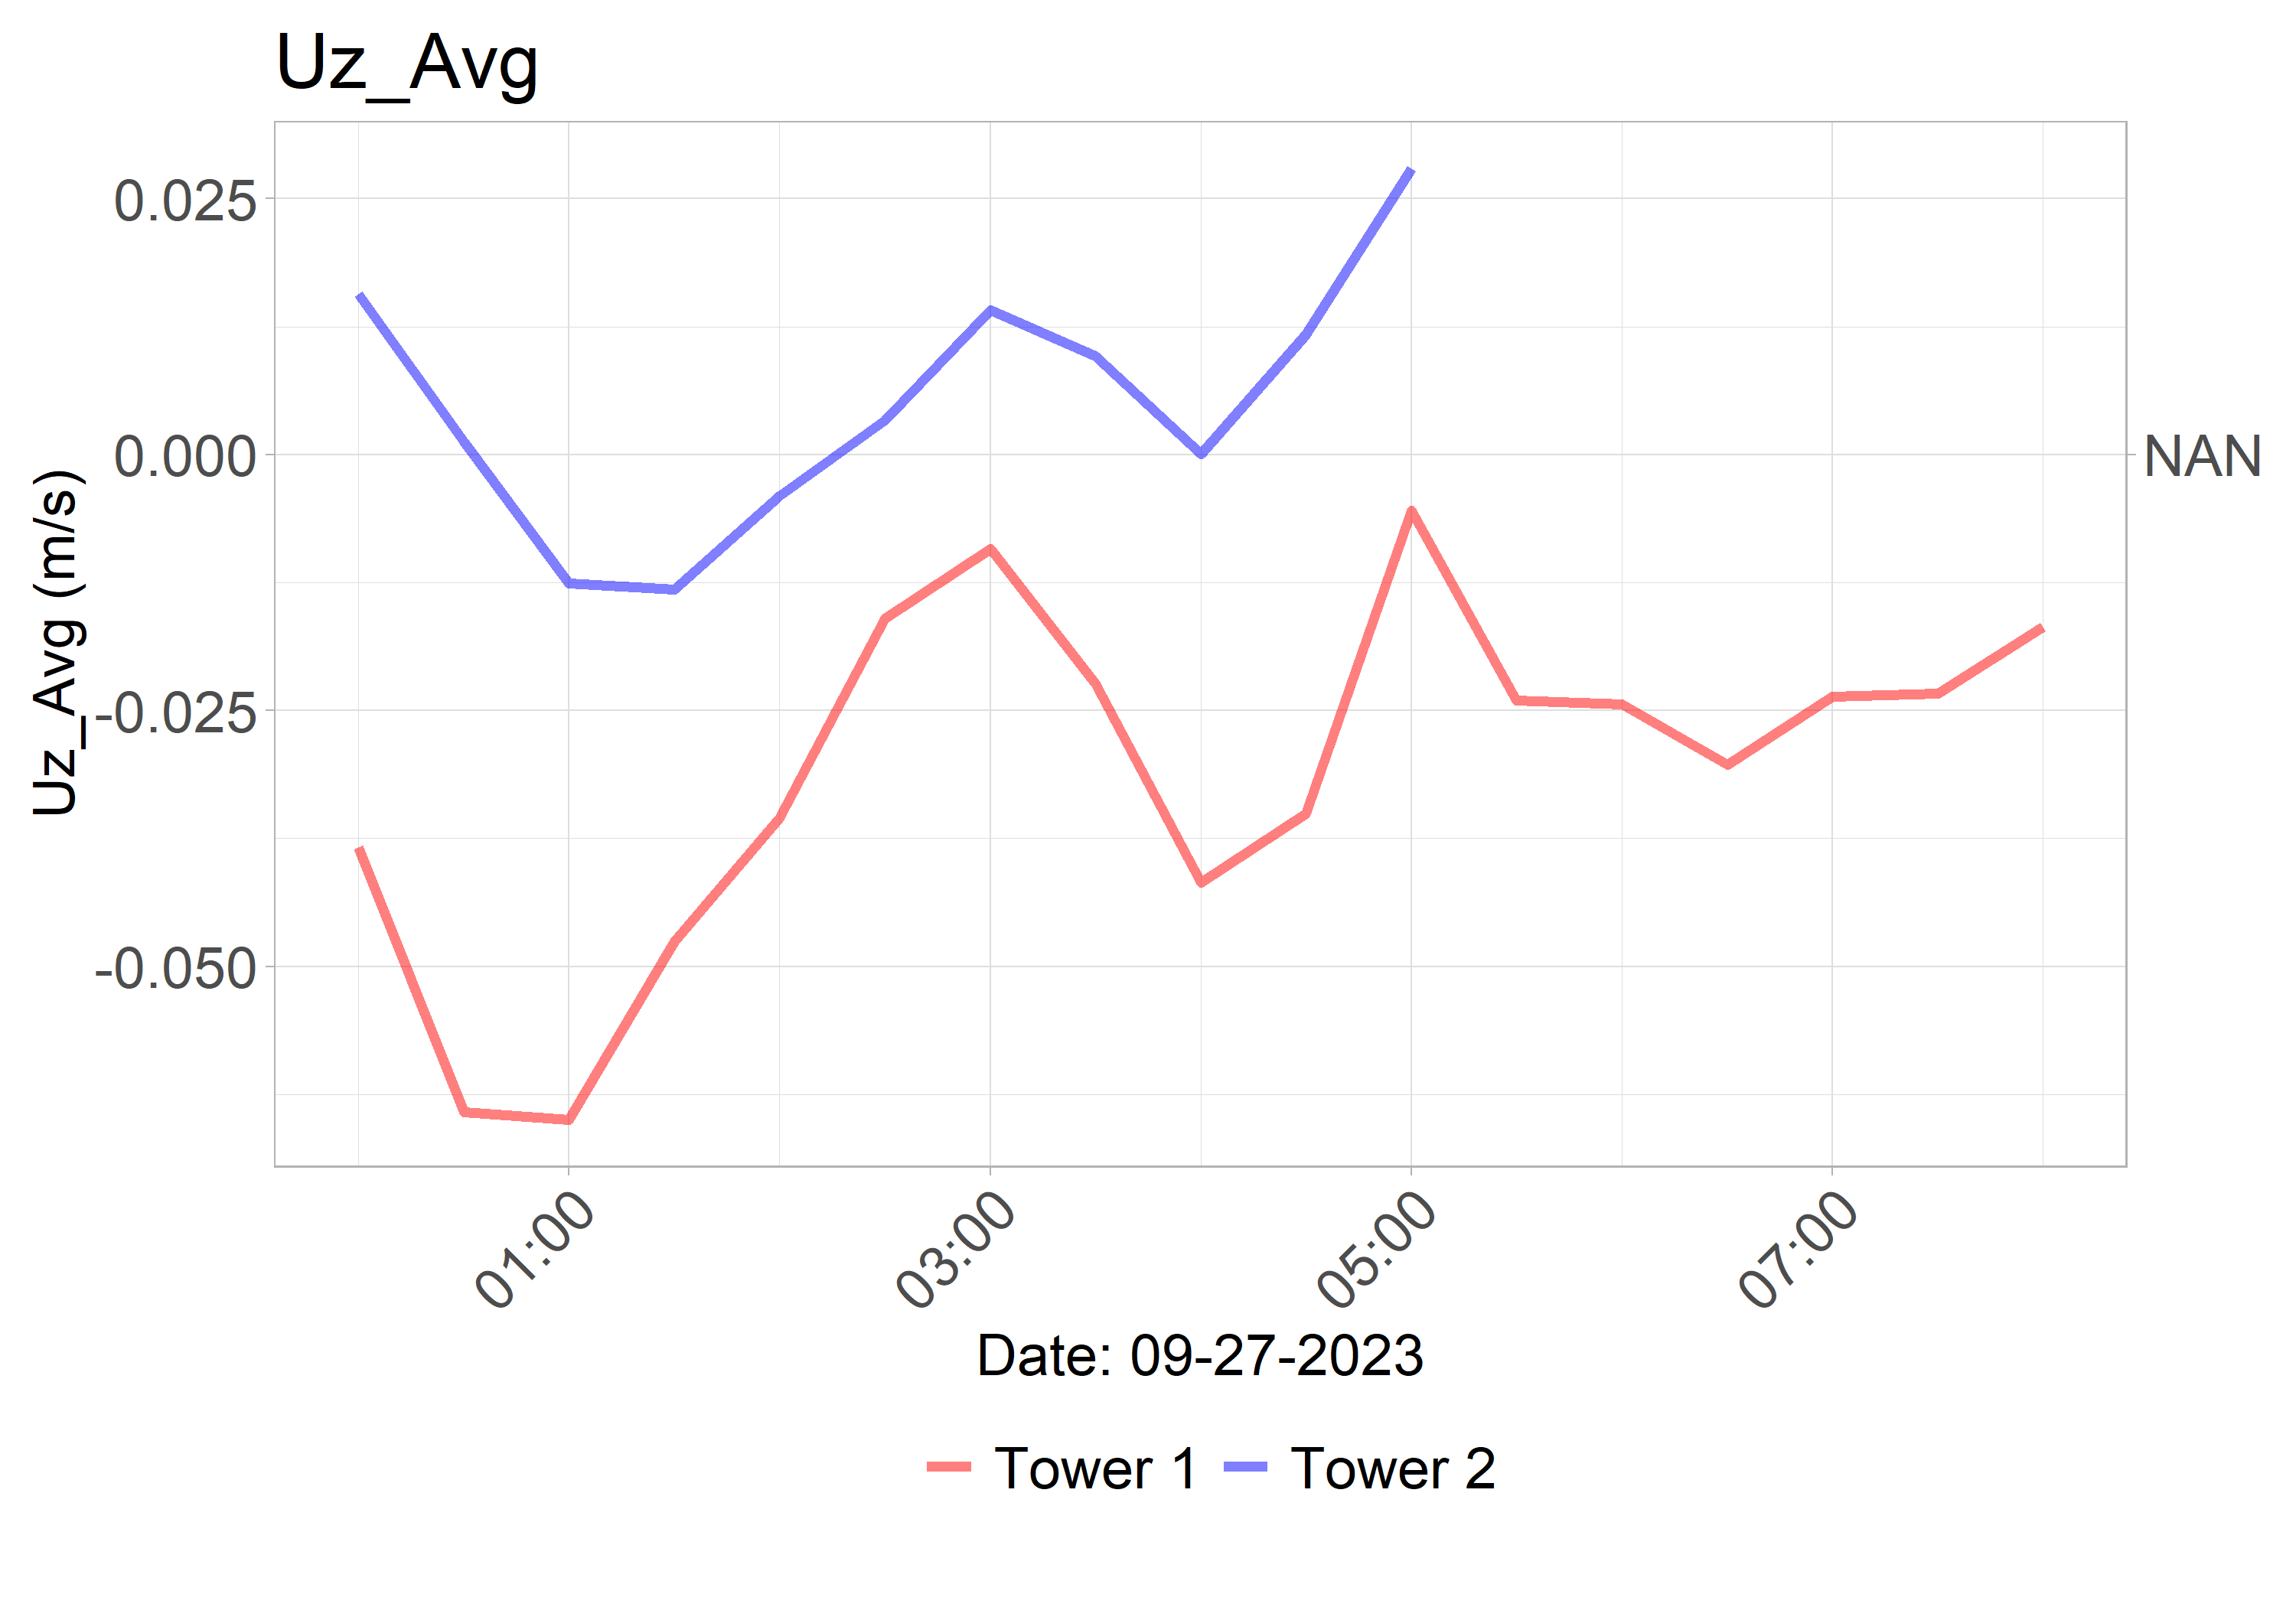 Uz_Avg
Uz_Avg (m/s)
0.025
0.000
-0.025
-0.050
NAN
01:00
03:00
05:00
07:00
Date: 09-27-2023
Tower 1
Tower 2